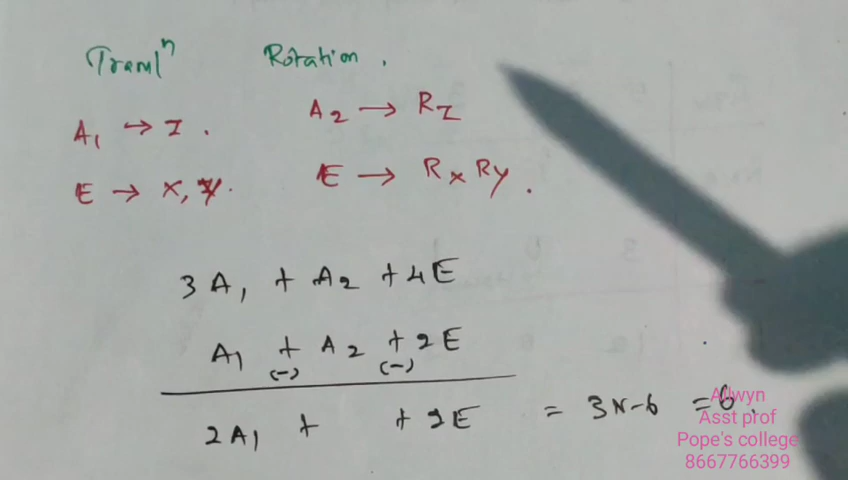 Tranlⁿ Rotation.
A₁ → Z. A₂ → RZ
E → x, y. E → Rx Ry.
3A₁ + A₂ + 4E
A₁ + A₂ + 2E
(-) (-)
2A₁ + + 2E = 3N-6 = 6.
Allwyn
Asst prof
Pope's college
8667766399